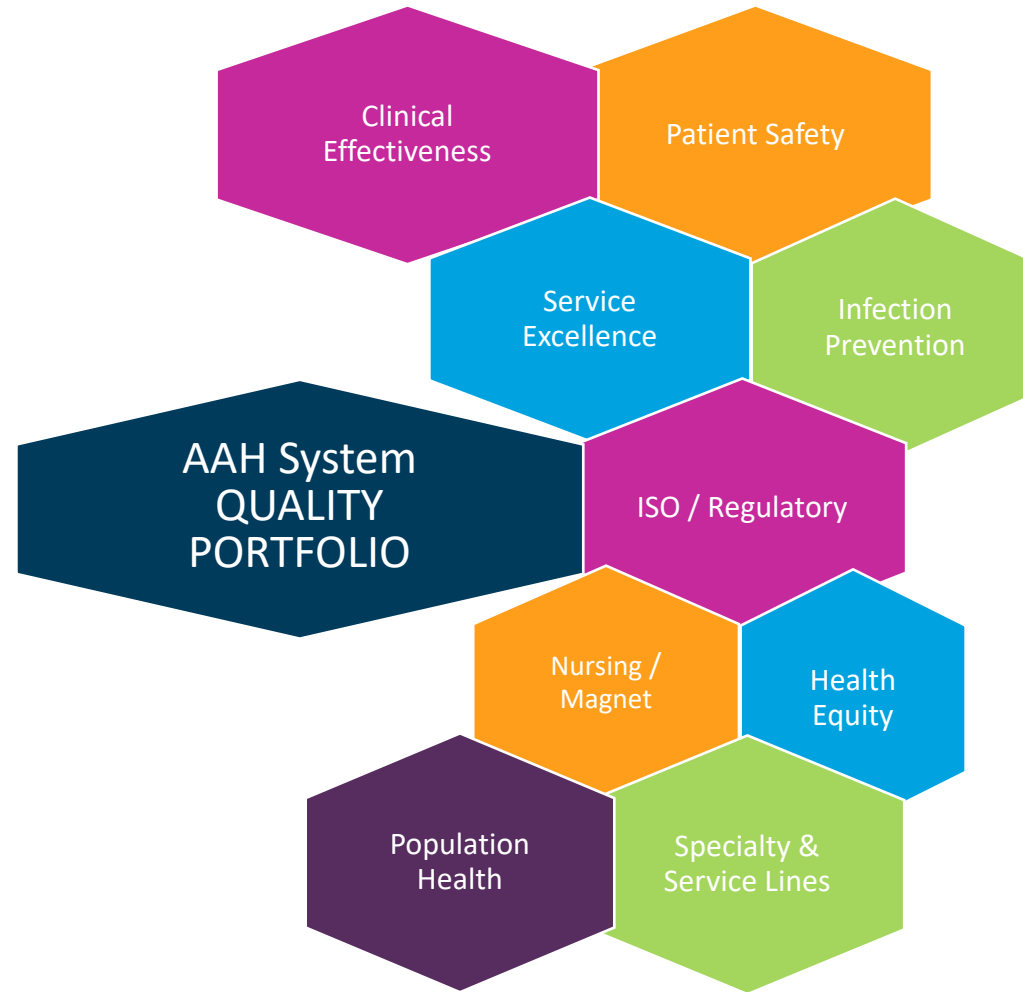 Clinical
Effectiveness
Patient Safety
Service
Excellence
Infection
Prevention
AAH System
QUALITY
PORTFOLIO
ISO / Regulatory
Nursing /
Magnet
Health
Equity
Population
Health
Specialty &
Service Lines